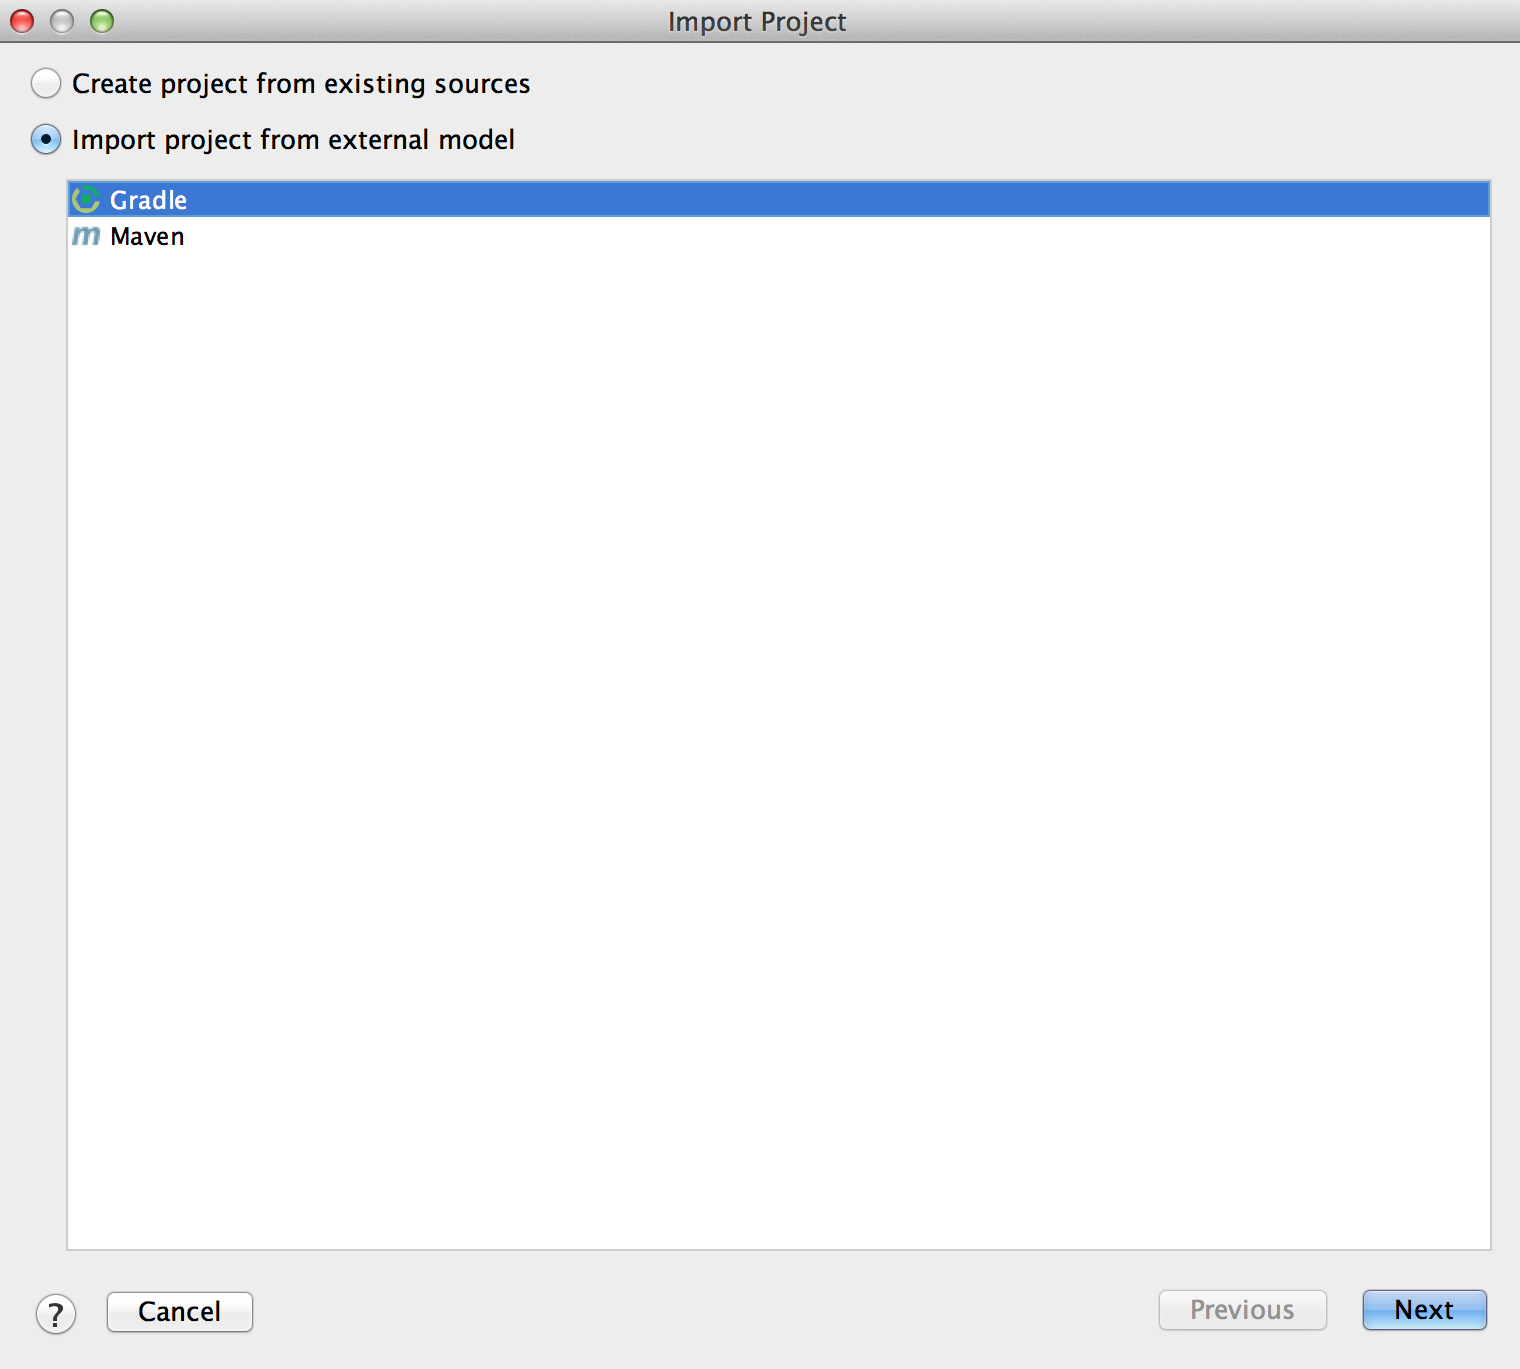 Import Project
Create project from existing sources
Import project from external model
Gradle
m Maven
? Cancel Previous Next